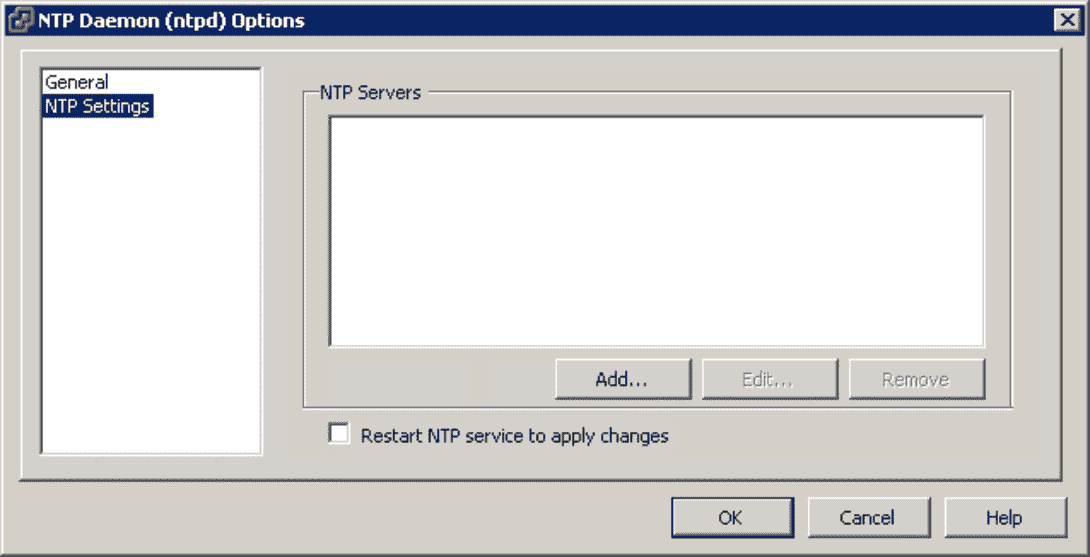 NTP Daemon (ntpd) Options
General
NTP Settings
NTP Servers
Add...
Edit...
Remove
Restart NTP service to apply changes
OK
Cancel
Help